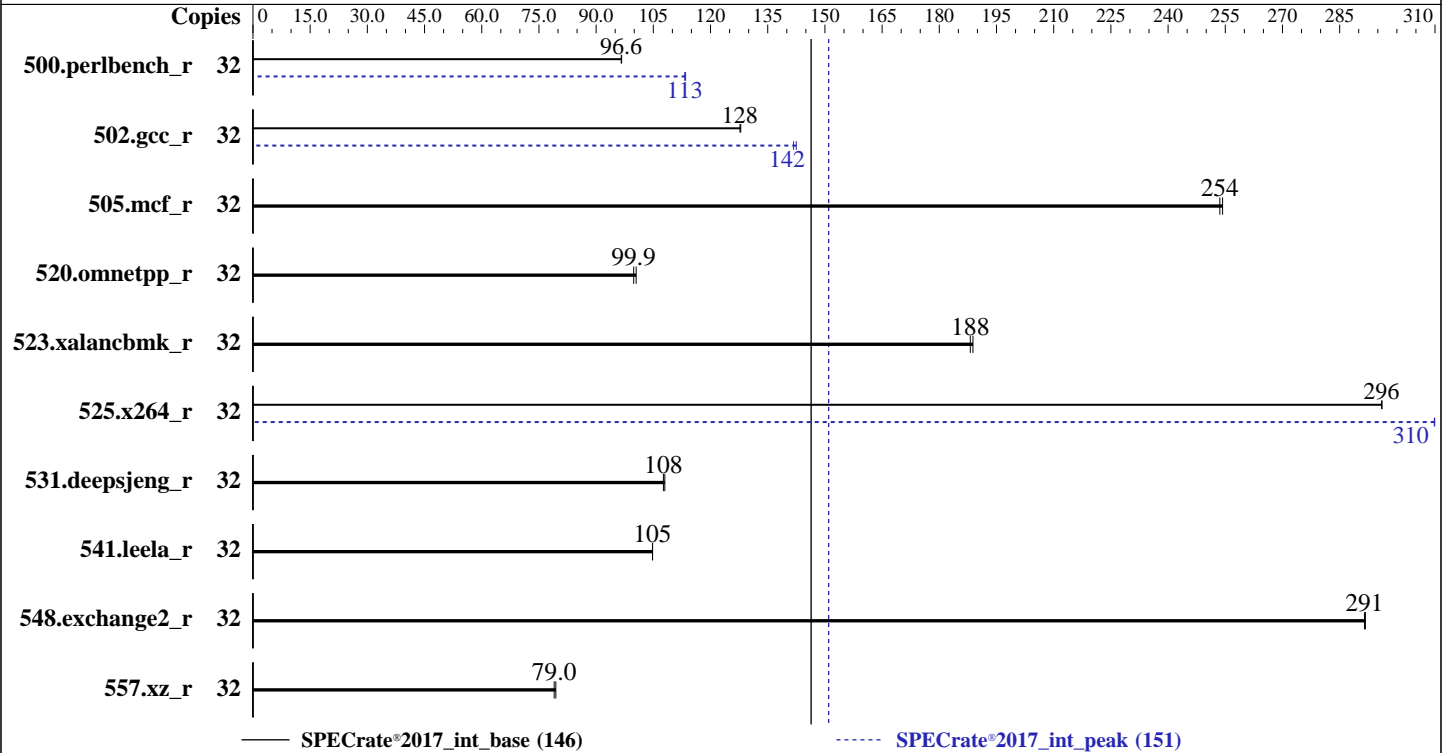 Copies 0 15.0 30.0 45.0 60.0 75.0 90.0 105 120 135 150 165 180 195 210 225 240 255 270 285 310
500.perlbench_r 32 96.6
113
502.gcc_r 32 128
142
505.mcf_r 32 254
520.omnetpp_r 32 99.9
523.xalancbmk_r 32 188
525.x264_r 32 296
310
531.deepsjeng_r 32 108
541.leela_r 32 105
548.exchange2_r 32 291
557.xz_r 32 79.0
SPECrate®2017_int_base (146) SPECrate®2017_int_peak (151)